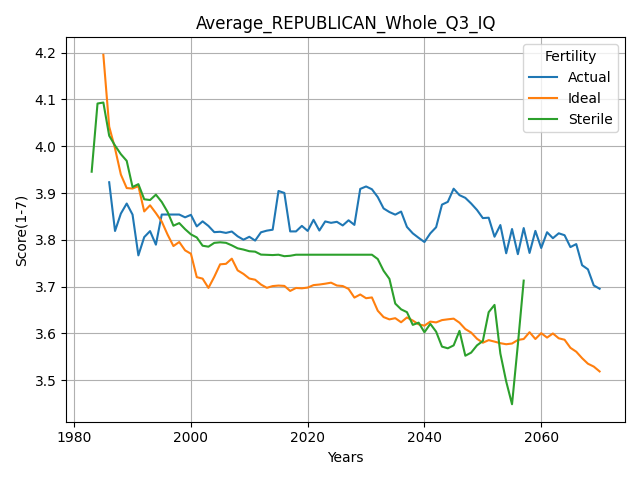 Average_REPUBLICAN_Whole_Q3_IQ
Fertility
Actual
Ideal
Sterile
Score(1-7)
4.2
4.1
4.0
3.9
3.8
3.7
3.6
3.5
1980 2000 2020 2040 2060
Years